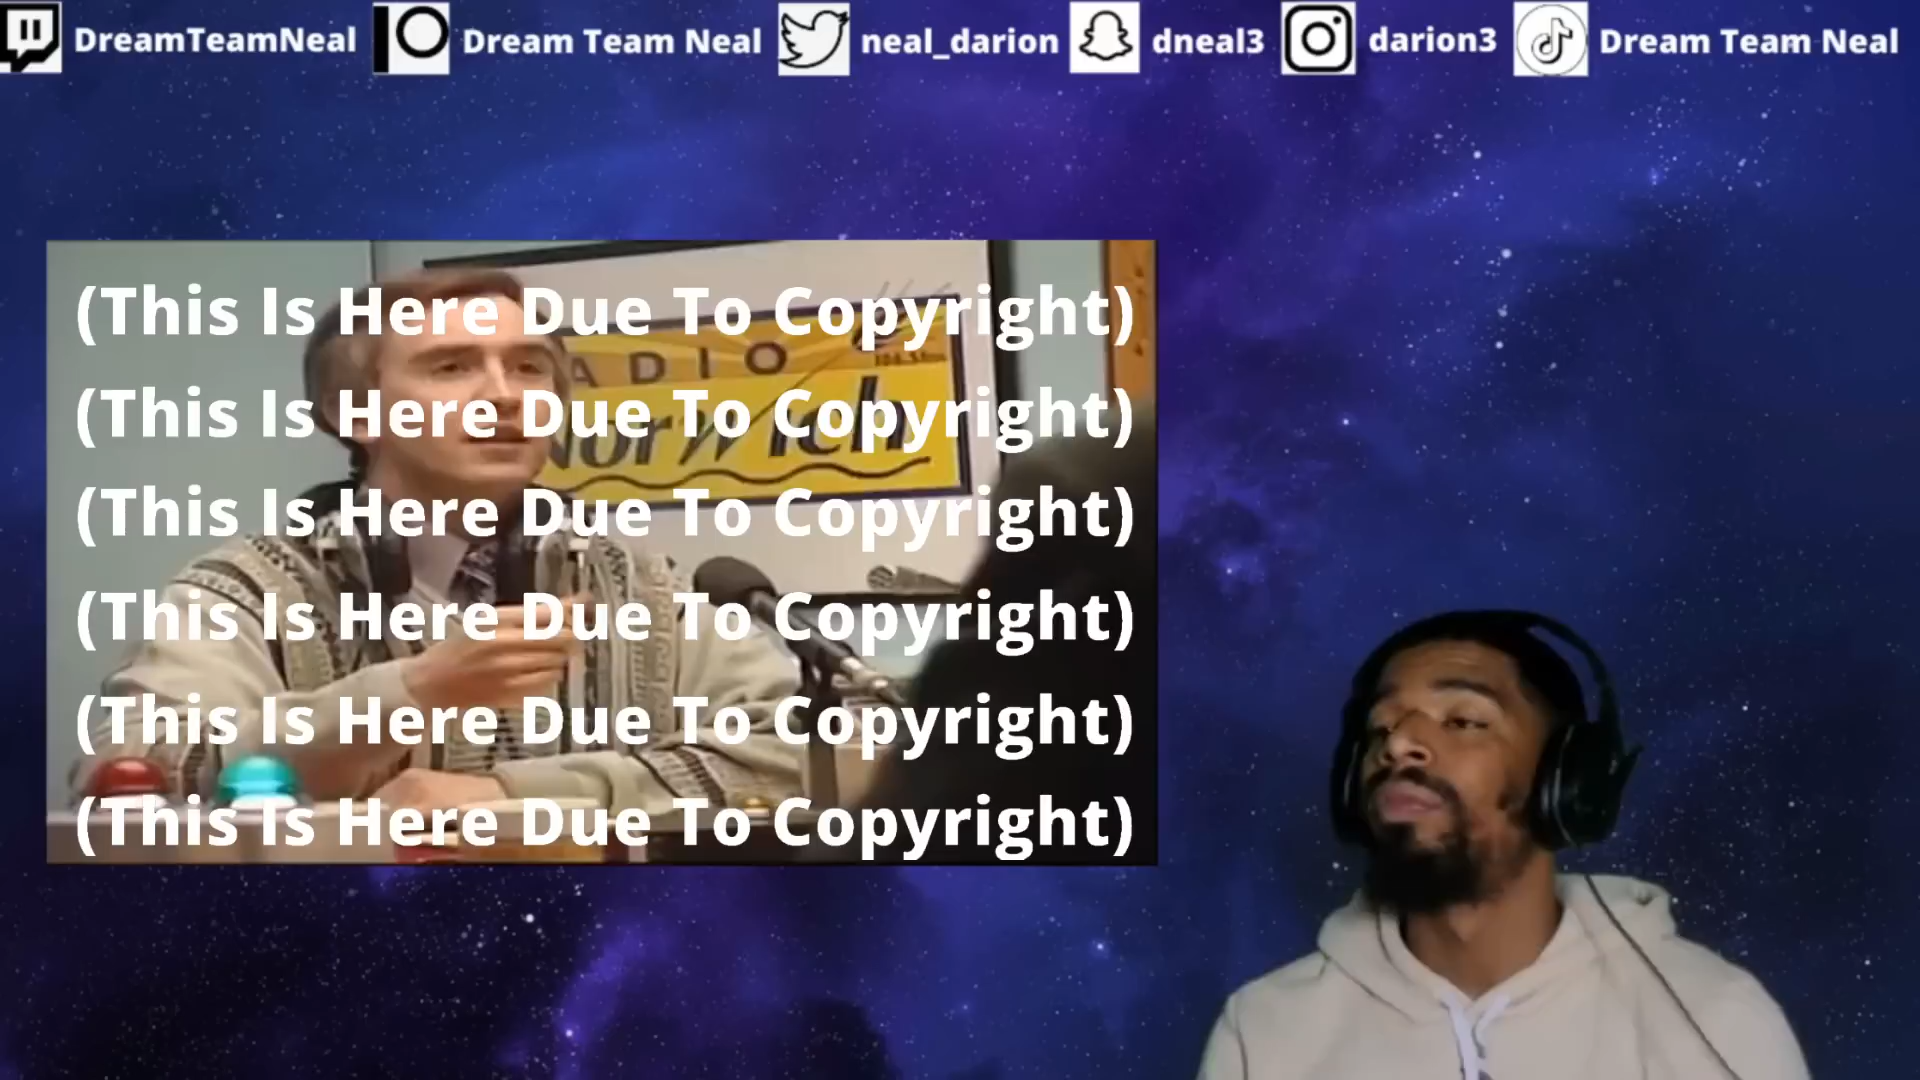 DreamTeamNeal Dream Team Neal neal_darion dneal3 darion3 Dream Team Neal
(This Is Here Due To Copyright)
ADIO
(This Is Here Due To Copyright)
Norwich
(This Is Here Due To Copyright)
(This Is Here Due To Copyright)
(This Is Here Due To Copyright)
(This Is Here Due To Copyright)